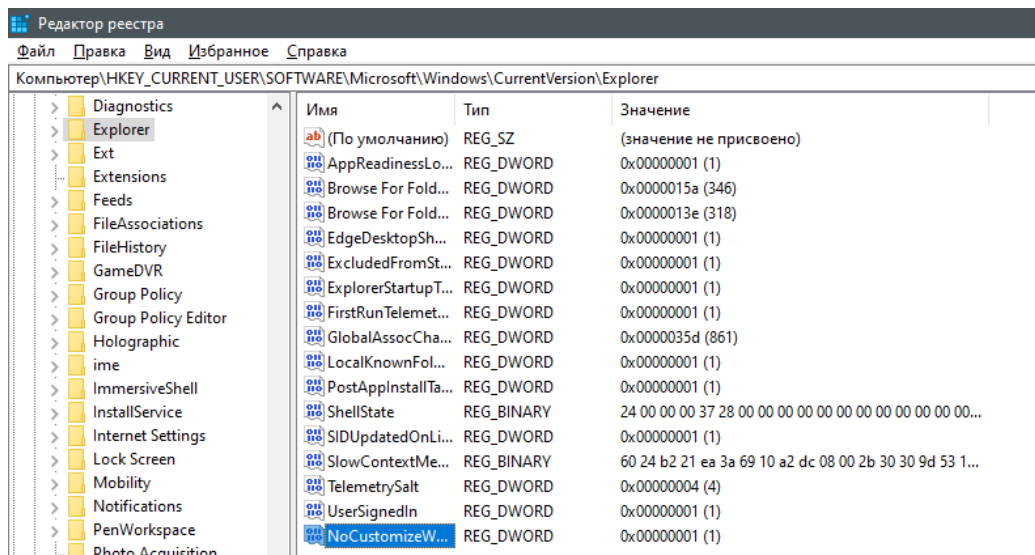 Редактор реестра
Файл Правка Вид Избранное Справка
Компьютер\HKEY_CURRENT_USER\SOFTWARE\Microsoft\Windows\CurrentVersion\Explorer
Diagnostics
Explorer
Ext
Extensions
Feeds
FileAssociations
FileHistory
GameDVR
Group Policy
Group Policy Editor
Holographic
ime
ImmersiveShell
InstallService
Internet Settings
Lock Screen
Mobility
Notifications
PenWorkspace
Photo Acquisition
Имя Тип Значение
(По умолчанию) REG_SZ (значение не присвоено)
AppReadinessLo... REG_DWORD 0x00000001 (1)
Browse For Fold... REG_DWORD 0x0000015a (346)
Browse For Fold... REG_DWORD 0x0000013e (318)
EdgeDesktopSh... REG_DWORD 0x00000001 (1)
ExcludedFromSt... REG_DWORD 0x00000001 (1)
ExplorerStartupT... REG_DWORD 0x00000001 (1)
FirstRunTelemet... REG_DWORD 0x00000001 (1)
GlobalAssocCha... REG_DWORD 0x0000035d (861)
LocalKnownFol... REG_DWORD 0x00000001 (1)
PostAppInstallTa... REG_DWORD 0x00000001 (1)
ShellState REG_BINARY 24 00 00 00 37 28 00 00 00 00 00 00 00 00 00 00 00 00...
SIDUpdatedOnLi... REG_DWORD 0x00000001 (1)
SlowContextMe... REG_BINARY 60 24 b2 21 ea 3a 69 10 a2 dc 08 00 2b 30 30 9d 53 1...
TelemetrySalt REG_DWORD 0x00000004 (4)
UserSignedIn REG_DWORD 0x00000001 (1)
NoCustomizeW... REG_DWORD 0x00000001 (1)